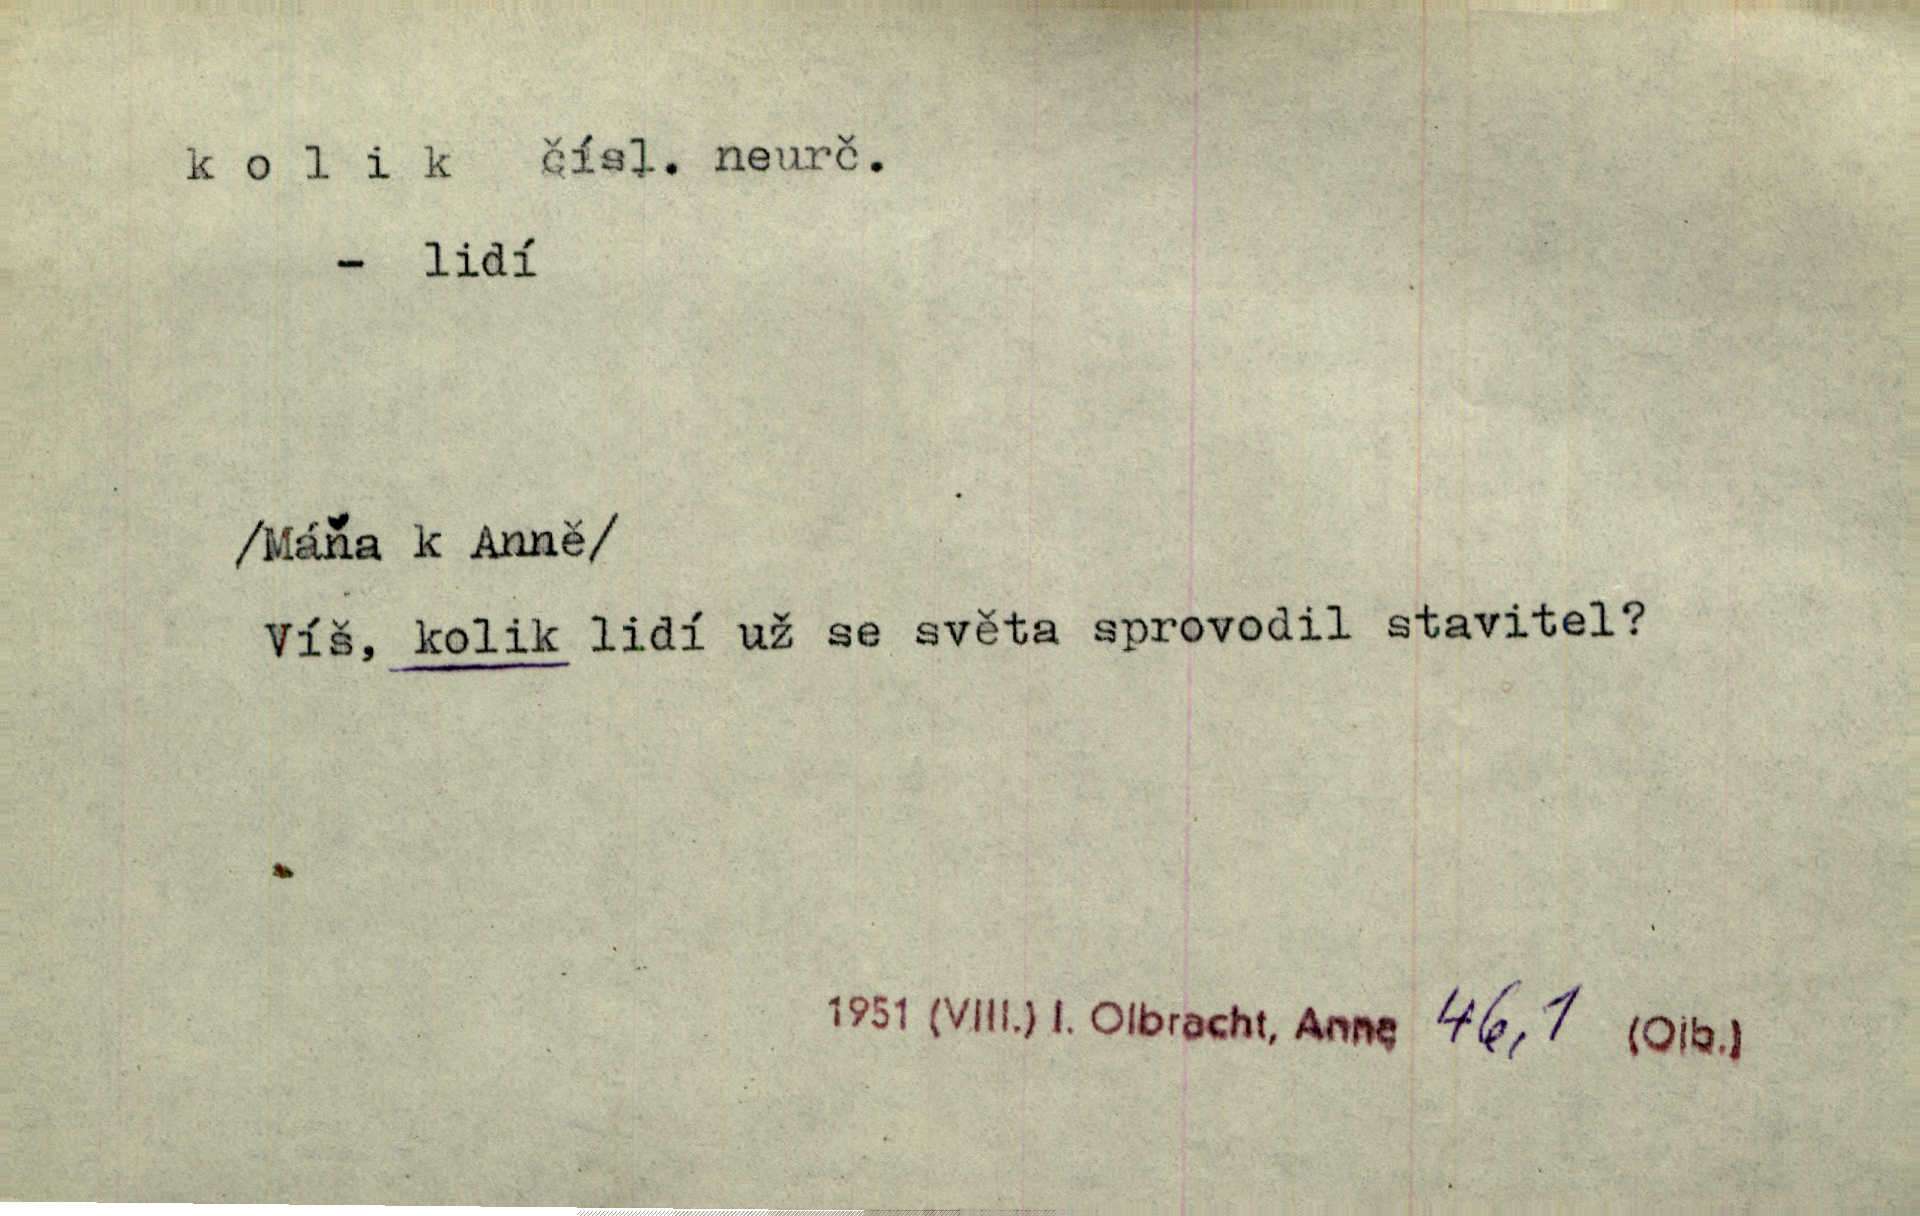 k o l i k čísl. neurč.
- lidí
/Máňa k Anně/
Víš, kolik lidí už se světa sprovodil stavitel?
1951 (VIII.) I. Olbracht, Anna 46,1 (Olb.)